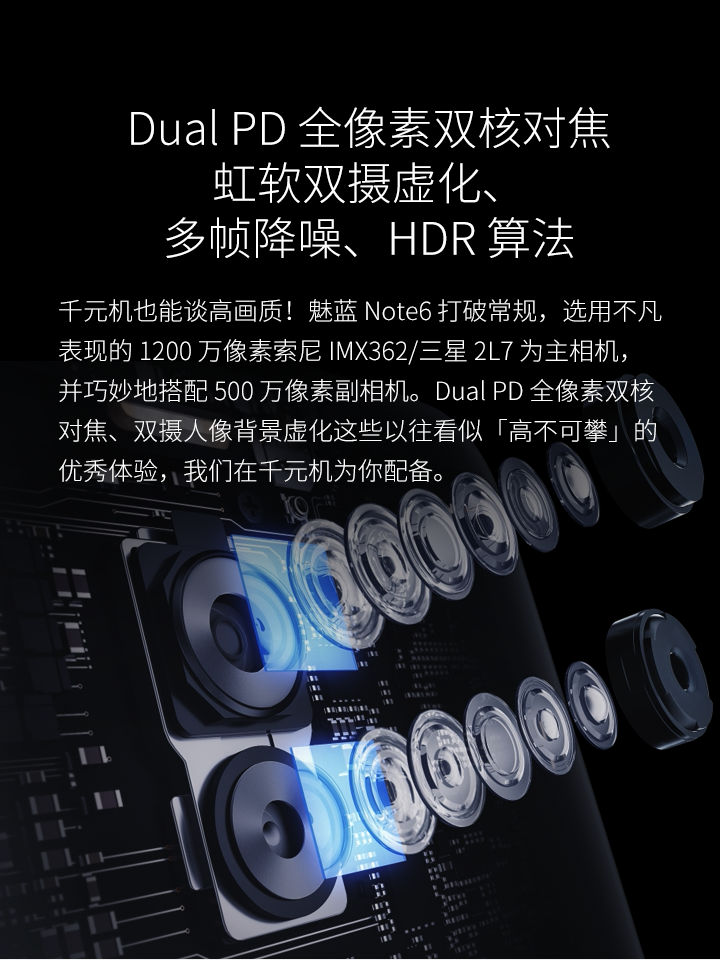 Dual PD 全像素双核对焦
虹软双摄虚化、
多帧降噪、HDR 算法
千元机也能谈高画质！魅蓝 Note6 打破常规，选用不凡
表现的 1200 万像素索尼 IMX362/三星 2L7 为主相机，
并巧妙地搭配 500 万像素副相机。Dual PD 全像素双核
对焦、双摄人像背景虚化这些以往看似「高不可攀」的
优秀体验，我们在千元机为你配备。